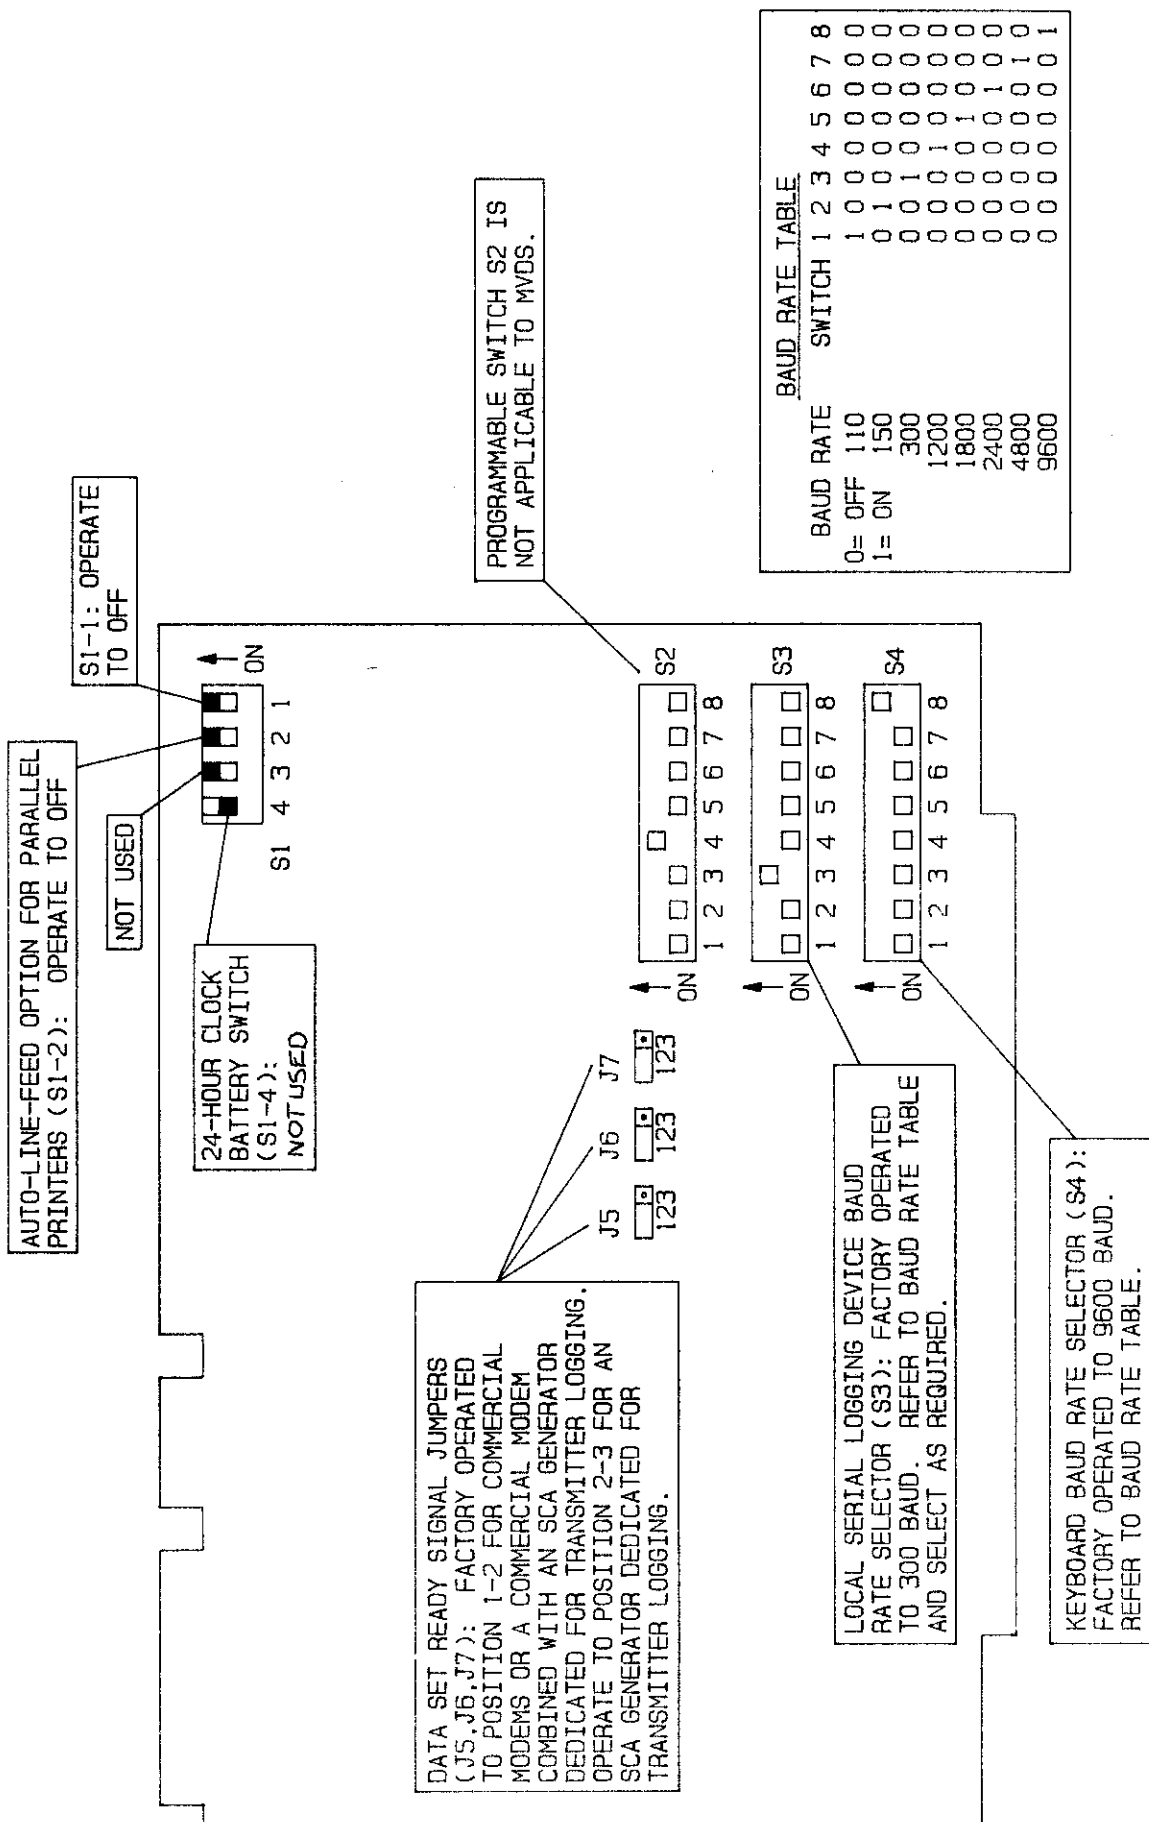 AUTO-LINE-FEED OPTION FOR PARALLEL
PRINTERS (S1-2): OPERATE TO OFF
S1-1: OPERATE
TO OFF
NOT USED
24-HOUR CLOCK
BATTERY SWITCH
(S1-4):
NOT USED
S1 4 3 2 1
ON
DATA SET READY SIGNAL JUMPERS
(J5,J6,J7): FACTORY OPERATED
TO POSITION 1-2 FOR COMMERCIAL
MODEMS OR A COMMERCIAL MODEM
COMBINED WITH AN SCA GENERATOR
DEDICATED FOR TRANSMITTER LOGGING.
OPERATE TO POSITION 2-3 FOR AN
SCA GENERATOR DEDICATED FOR
TRANSMITTER LOGGING.
J5 J6 J7
123 123 123
PROGRAMMABLE SWITCH S2 IS
NOT APPLICABLE TO MVDS.
ON
S2
1 2 3 4 5 6 7 8
ON
S3
1 2 3 4 5 6 7 8
ON
S4
1 2 3 4 5 6 7 8
LOCAL SERIAL LOGGING DEVICE BAUD
RATE SELECTOR (S3): FACTORY OPERATED
TO 300 BAUD. REFER TO BAUD RATE TABLE
AND SELECT AS REQUIRED.
KEYBOARD BAUD RATE SELECTOR (S4):
FACTORY OPERATED TO 9600 BAUD.
REFER TO BAUD RATE TABLE.
BAUD RATE TABLE
BAUD RATE SWITCH 1 2 3 4 5 6 7 8
0= OFF 110 1 0 0 0 0 0 0 0
1= ON 150 0 1 0 0 0 0 0 0
300 0 0 1 0 0 0 0 0
1200 0 0 0 1 0 0 0 0
1800 0 0 0 0 1 0 0 0
2400 0 0 0 0 0 1 0 0
4800 0 0 0 0 0 0 1 0
9600 0 0 0 0 0 0 0 1